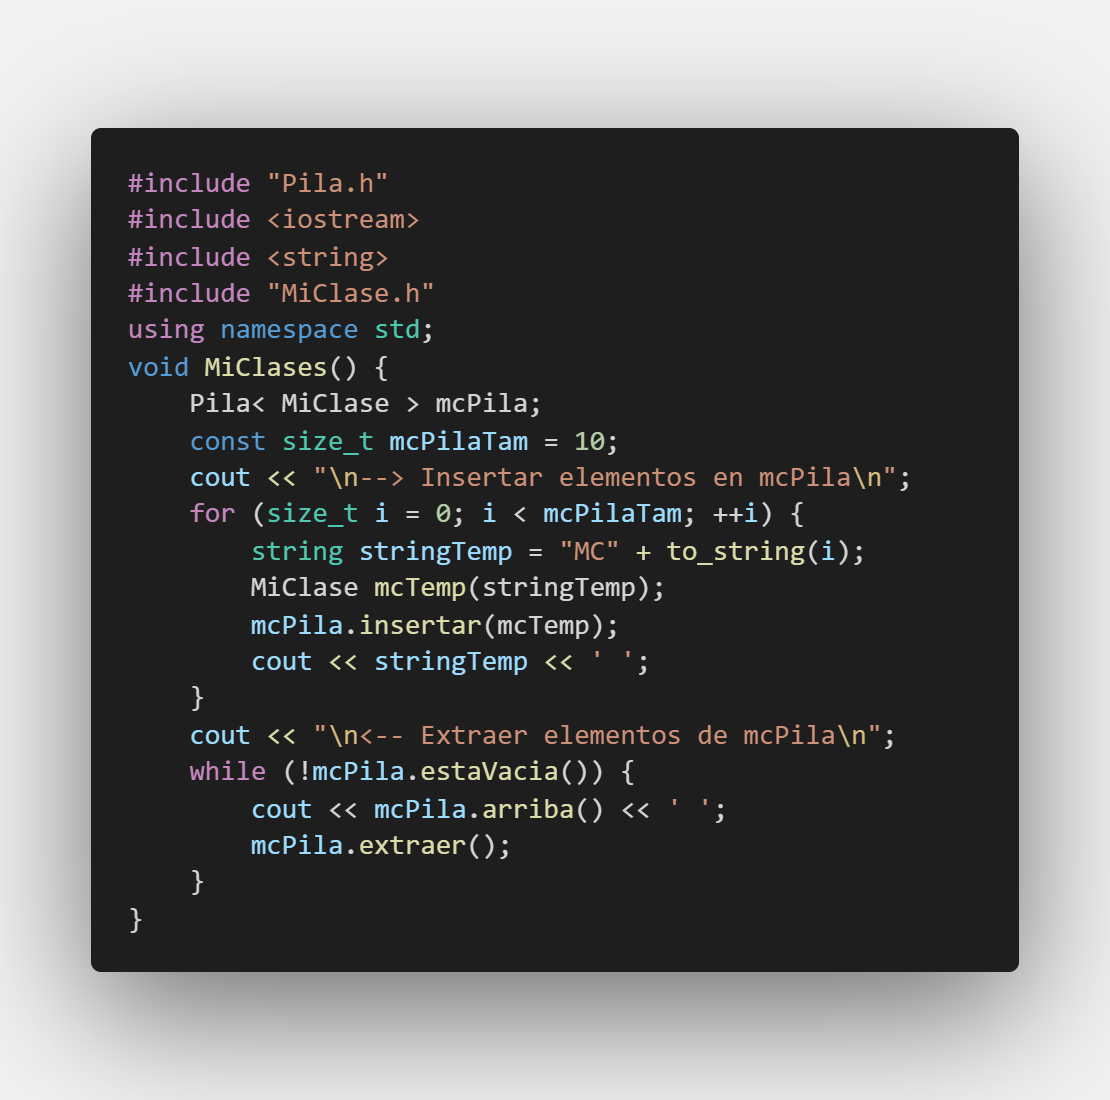 #include "Pila.h"
#include <iostream>
#include <string>
#include "MiClase.h"
using namespace std;
void MiClases() {
    Pila< MiClase > mcPila;
    const size_t mcPilaTam = 10;
    cout << "\n--> Insertar elementos en mcPila\n";
    for (size_t i = 0; i < mcPilaTam; ++i) {
        string stringTemp = "MC" + to_string(i);
        MiClase mcTemp(stringTemp);
        mcPila.insertar(mcTemp);
        cout << stringTemp << ' ';
    }
    cout << "\n<-- Extraer elementos de mcPila\n";
    while (!mcPila.estaVacia()) {
        cout << mcPila.arriba() << ' ';
        mcPila.extraer();
    }
}